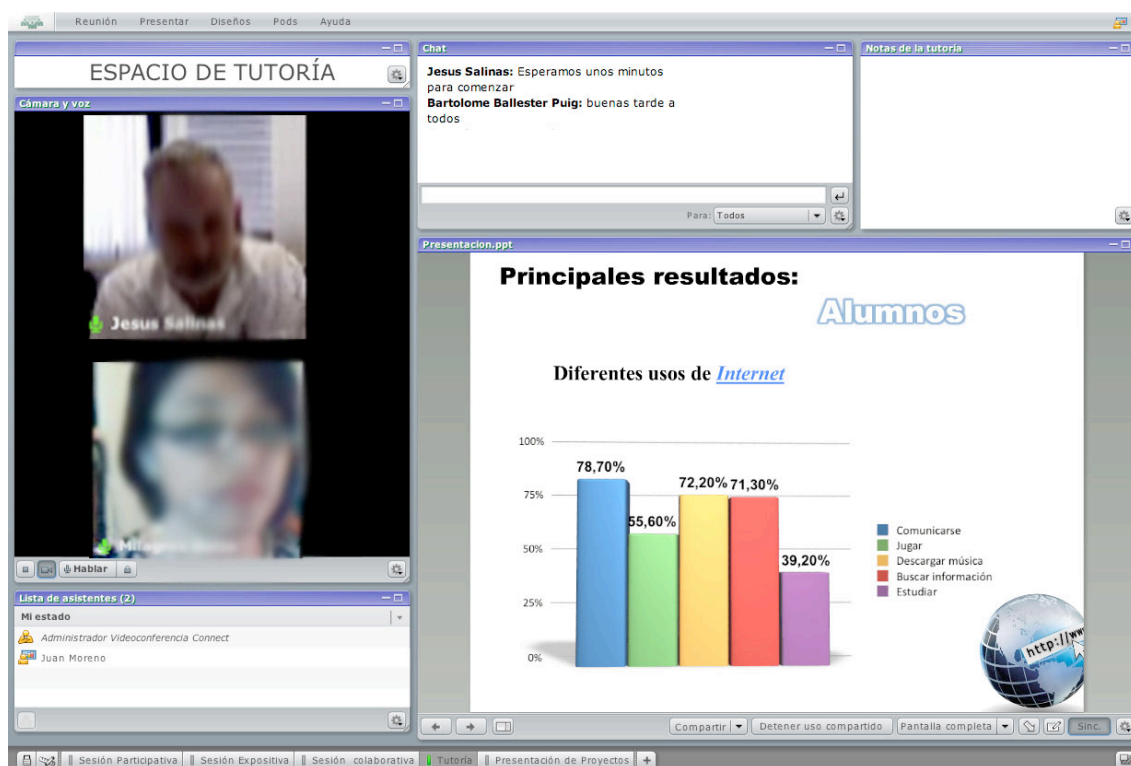 Reunión Presentar Diseños Pods Ayuda
ESPACIO DE TUTORÍA
Cámara y voz
Jesus Salinas
Milagros
Hablar
Lista de asistentes (2)
Mi estado
Administrador Videoconferencia Connect
Juan Moreno
Chat
Jesus Salinas: Esperamos unos minutos
para comenzar
Bartolome Ballester Puig: buenas tarde a
todos
Para: Todos
Notas de la tutoría
Presentacion.ppt
Principales resultados:
Alumnos
Diferentes usos de Internet
100%
75%
50%
25%
0%
78,70%
55,60%
72,20%
71,30%
39,20%
Comunicarse
Jugar
Descargar música
Buscar información
Estudiar
http://www
Compartir Detener uso compartido Pantalla completa Sinc.
Sesión Participativa Sesión Expositiva Sesión colaborativa Tutoría Presentación de Proyectos +